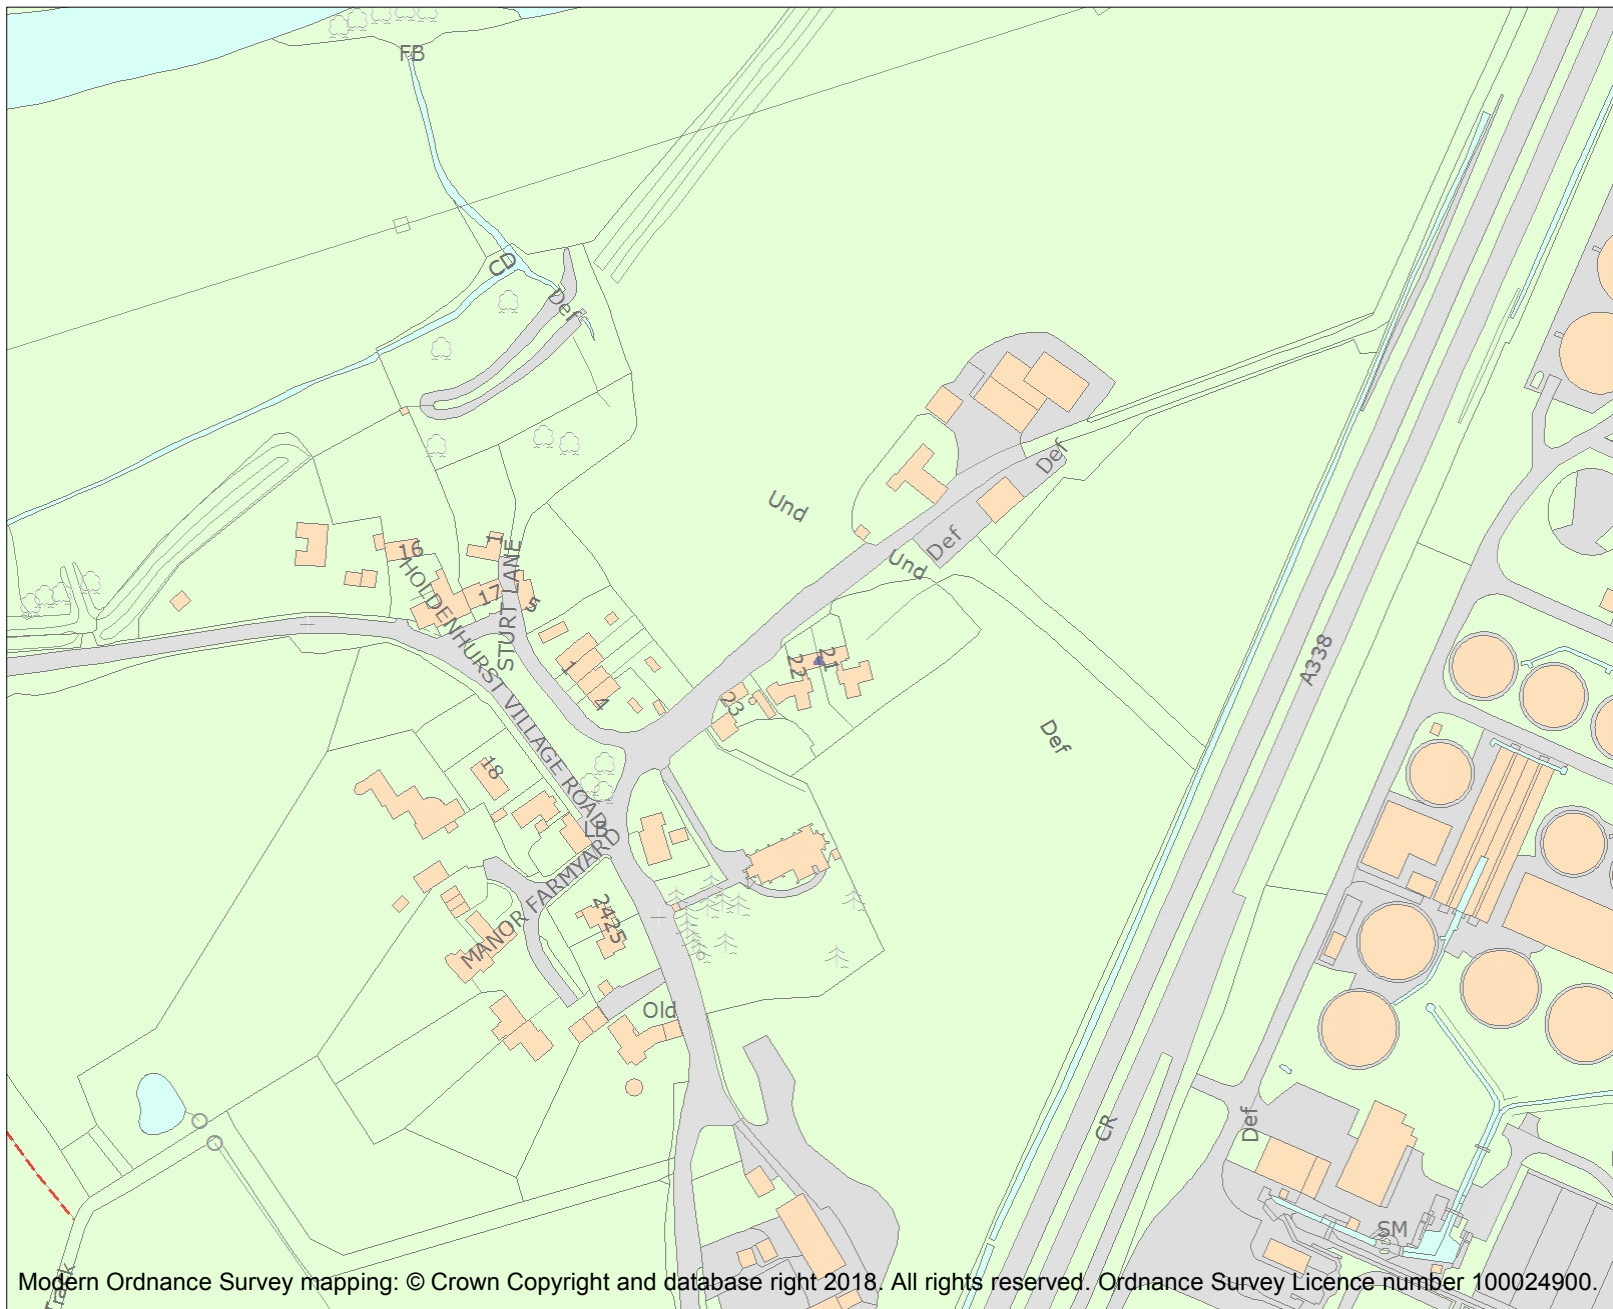 FB
CD
Def
Und
Def
Und
Def
16
1
17
5
HOLDENHURST VILLAGE ROAD
STURT LANE
1
4
22
21
23
A338
Def
18
LB
MANOR FARMYARD
2425
Old
CR
Def
SM
Track
Modern Ordnance Survey mapping: © Crown Copyright and database right 2018. All rights reserved. Ordnance Survey Licence number 100024900.